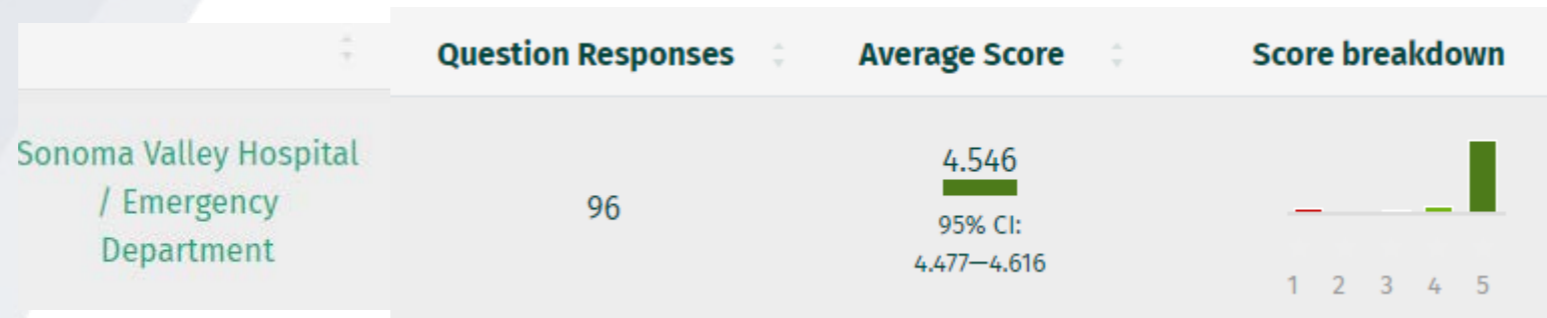 Question Responses
Average Score
Score breakdown
Sonoma Valley Hospital
/ Emergency
Department
96
4.546
95% CI:
4.477—4.616
1 2 3 4 5